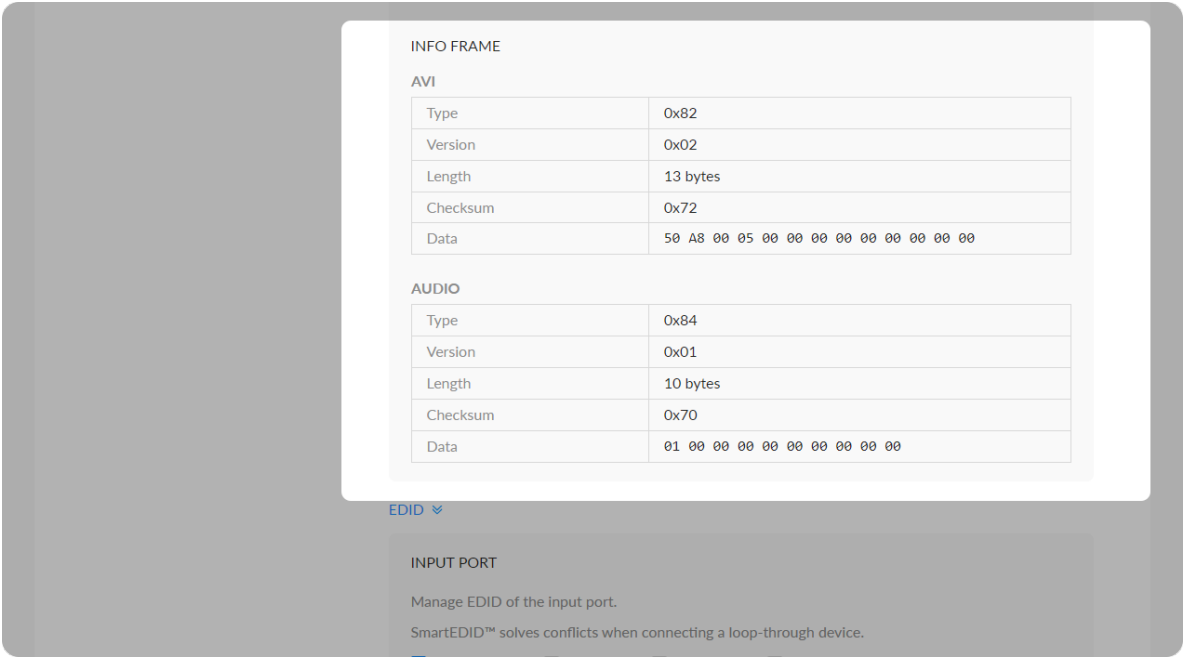 INFO FRAME
AVI
Type 0x82
Version 0x02
Length 13 bytes
Checksum 0x72
Data 50 A8 00 05 00 00 00 00 00 00 00 00 00
AUDIO
Type 0x84
Version 0x01
Length 10 bytes
Checksum 0x70
Data 01 00 00 00 00 00 00 00 00 00
EDID
INPUT PORT
Manage EDID of the input port.
SmartEDID™ solves conflicts when connecting a loop-through device.